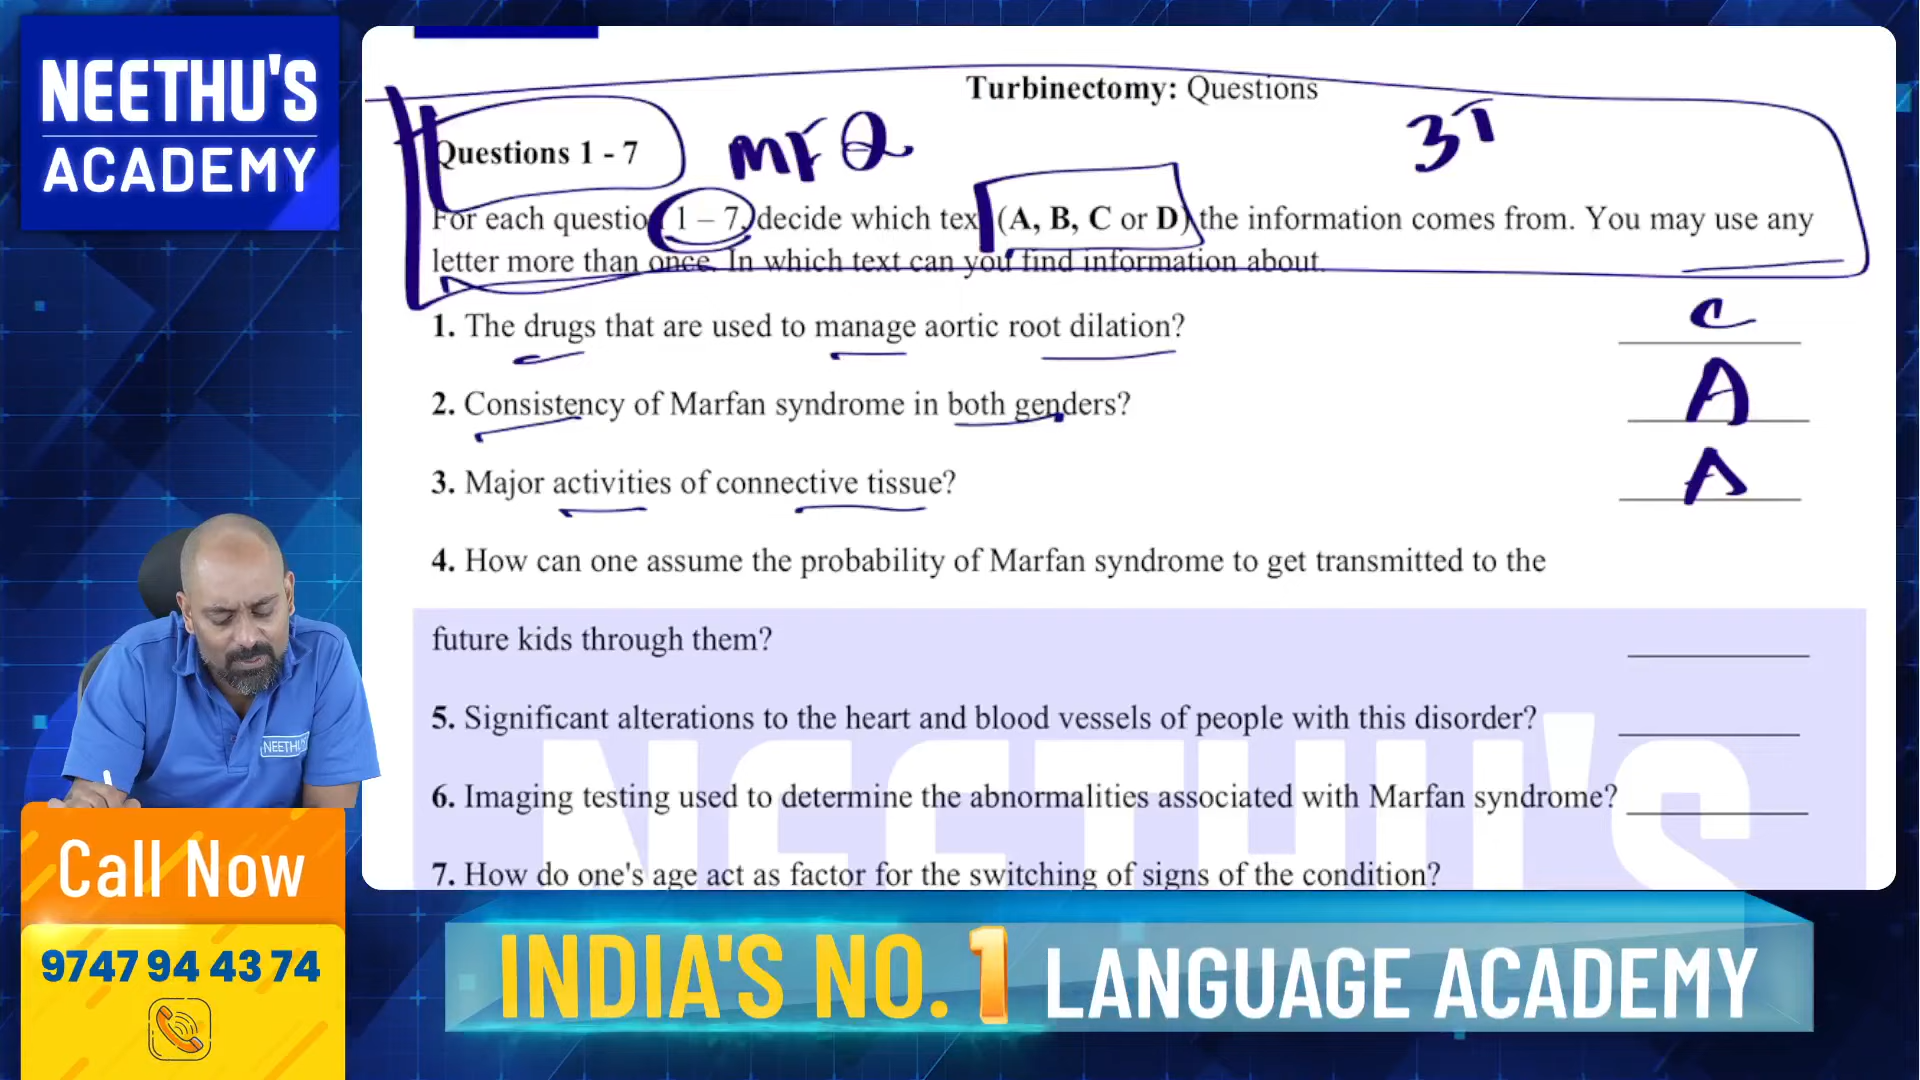 NEETHU'S
ACADEMY
Turbinectomy: Questions
Questions 1 - 7
MFQ
3T
For each questio 1 – 7, decide which tex (A, B, C or D) the information comes from. You may use any
letter more than once. In which text can you find information about.
1. The drugs that are used to manage aortic root dilation?
C
2. Consistency of Marfan syndrome in both genders?
A
3. Major activities of connective tissue?
A
4. How can one assume the probability of Marfan syndrome to get transmitted to the
future kids through them?
5. Significant alterations to the heart and blood vessels of people with this disorder?
6. Imaging testing used to determine the abnormalities associated with Marfan syndrome?
7. How do one's age act as factor for the switching of signs of the condition?
NEETHU'S
NEETHU'S
Call Now
9747 94 43 74
INDIA'S NO. 1 LANGUAGE ACADEMY